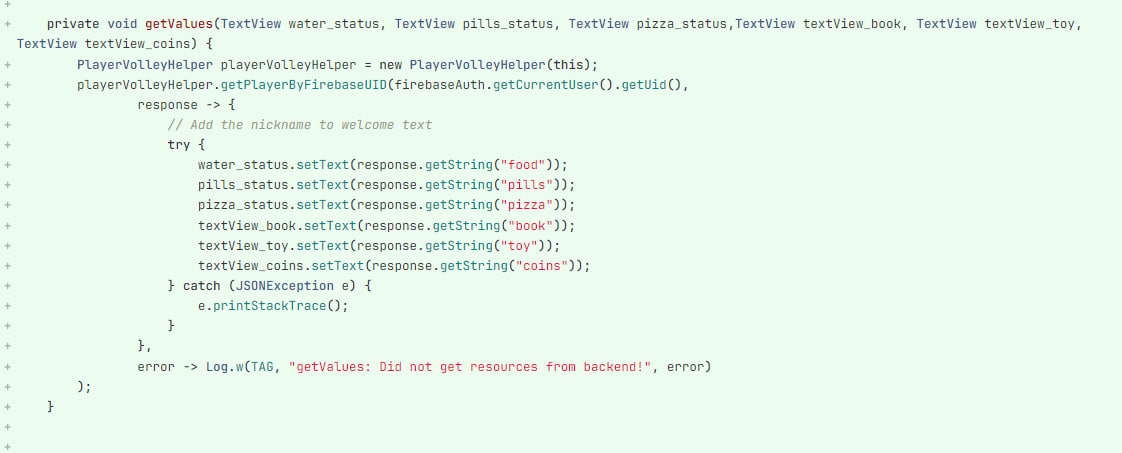 +
+    private void getValues(TextView water_status, TextView pills_status, TextView pizza_status,TextView textView_book, TextView textView_toy,
TextView textView_coins) {
+        PlayerVolleyHelper playerVolleyHelper = new PlayerVolleyHelper(this);
+        playerVolleyHelper.getPlayerByFirebaseUID(firebaseAuth.getCurrentUser().getUid(),
+                response -> {
+                    // Add the nickname to welcome text
+                    try {
+                        water_status.setText(response.getString("food"));
+                        pills_status.setText(response.getString("pills"));
+                        pizza_status.setText(response.getString("pizza"));
+                        textView_book.setText(response.getString("book"));
+                        textView_toy.setText(response.getString("toy"));
+                        textView_coins.setText(response.getString("coins"));
+                    } catch (JSONException e) {
+                        e.printStackTrace();
+                    }
+                },
+                error -> Log.w(TAG, "getValues: Did not get resources from backend!", error)
+        );
+    }
+
+